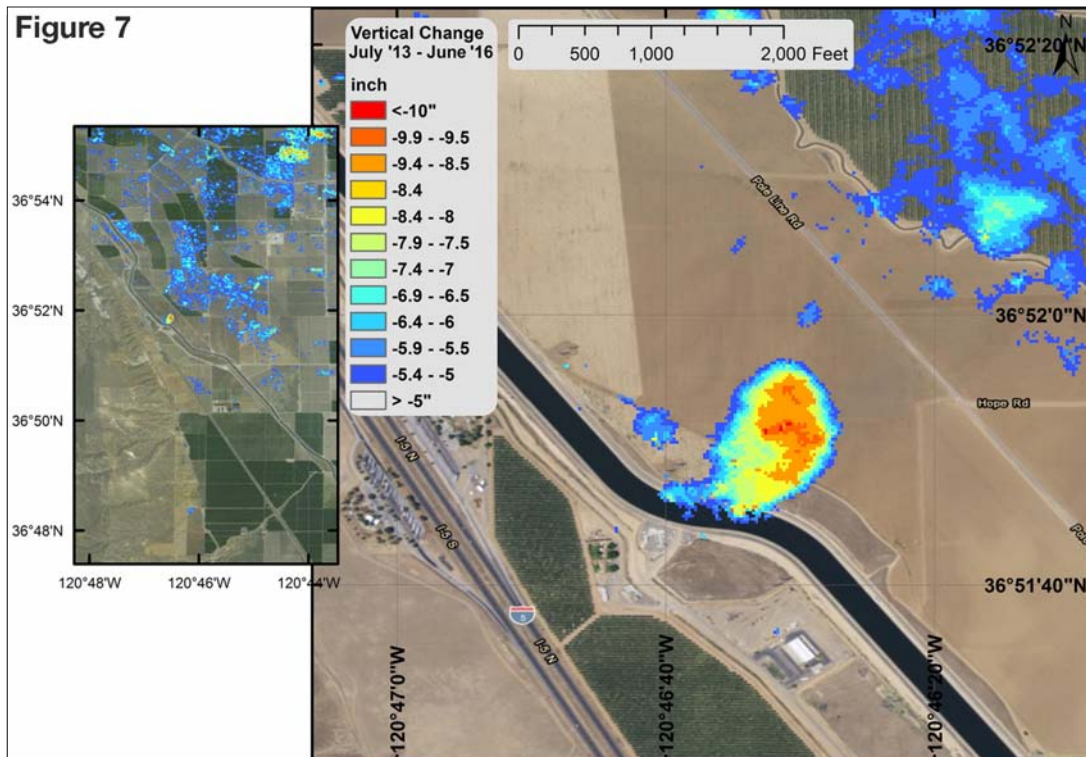 Figure 7
Vertical Change
July '13 - June '16
inch
<-10"
-9.9 - -9.5
-9.4 - -8.5
-8.4
-8.4 - -8
-7.9 - -7.5
-7.4 - -7
-6.9 - -6.5
-6.4 - -6
-5.9 - -5.5
-5.4 - -5
> -5"
0 500 1,000 2,000 Feet
N
36°52'20"N
36°52'0"N
36°51'40"N
120°47'0"W
120°46'40"W
120°46'20"W
Pole Line Rd
Hope Rd
Pole
I-5 N
I-5 S
5
I-5 N
36°54'N
36°52'N
36°50'N
36°48'N
120°48'W 120°46'W 120°44'W